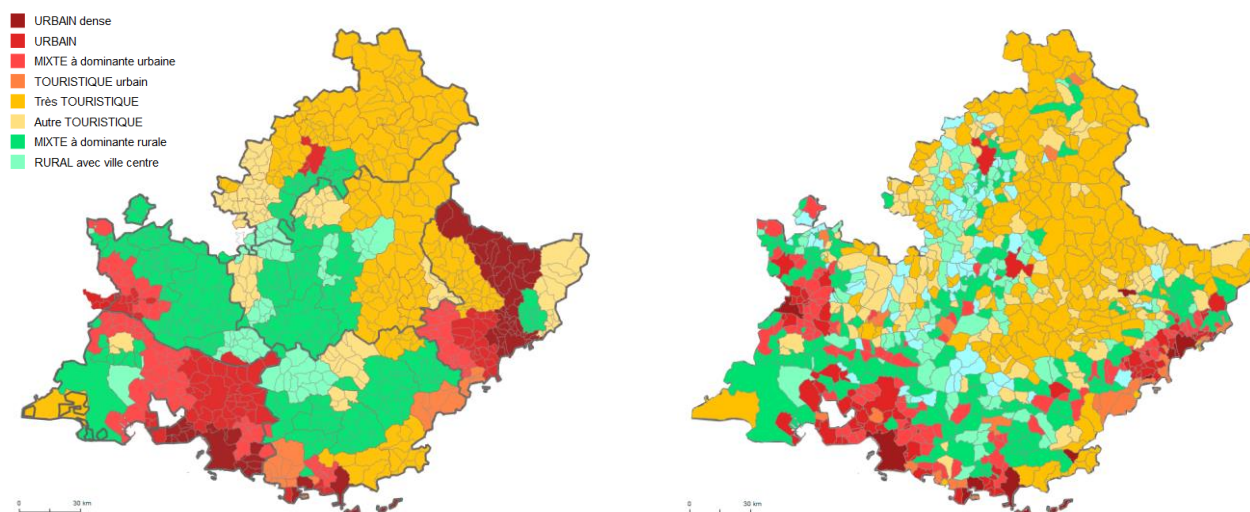 URBAIN dense
URBAIN
MIXTE à dominante urbaine
TOURISTIQUE urbain
Très TOURISTIQUE
Autre TOURISTIQUE
MIXTE à dominante rurale
RURAL avec ville centre
0 30 km
0 30 km